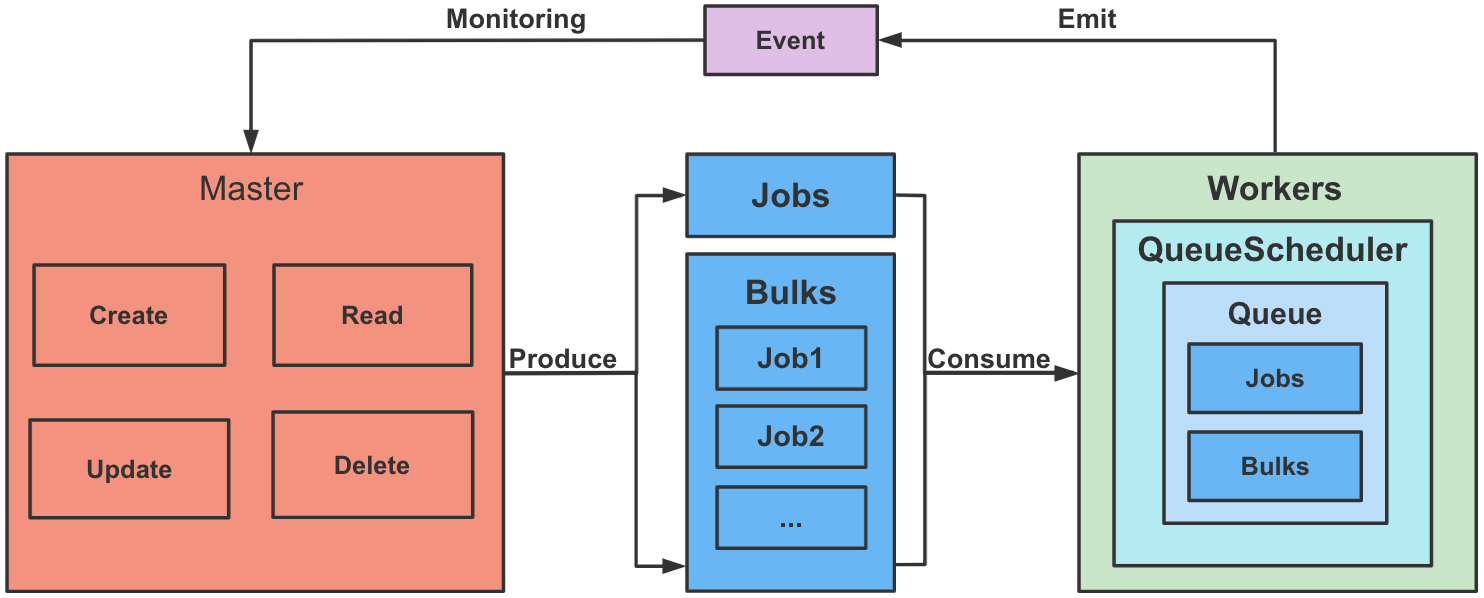 Monitoring
Event
Emit
Master
Create
Read
Update
Delete
Produce
Jobs
Bulks
Job1
Job2
...
Consume
Workers
QueueScheduler
Queue
Jobs
Bulks